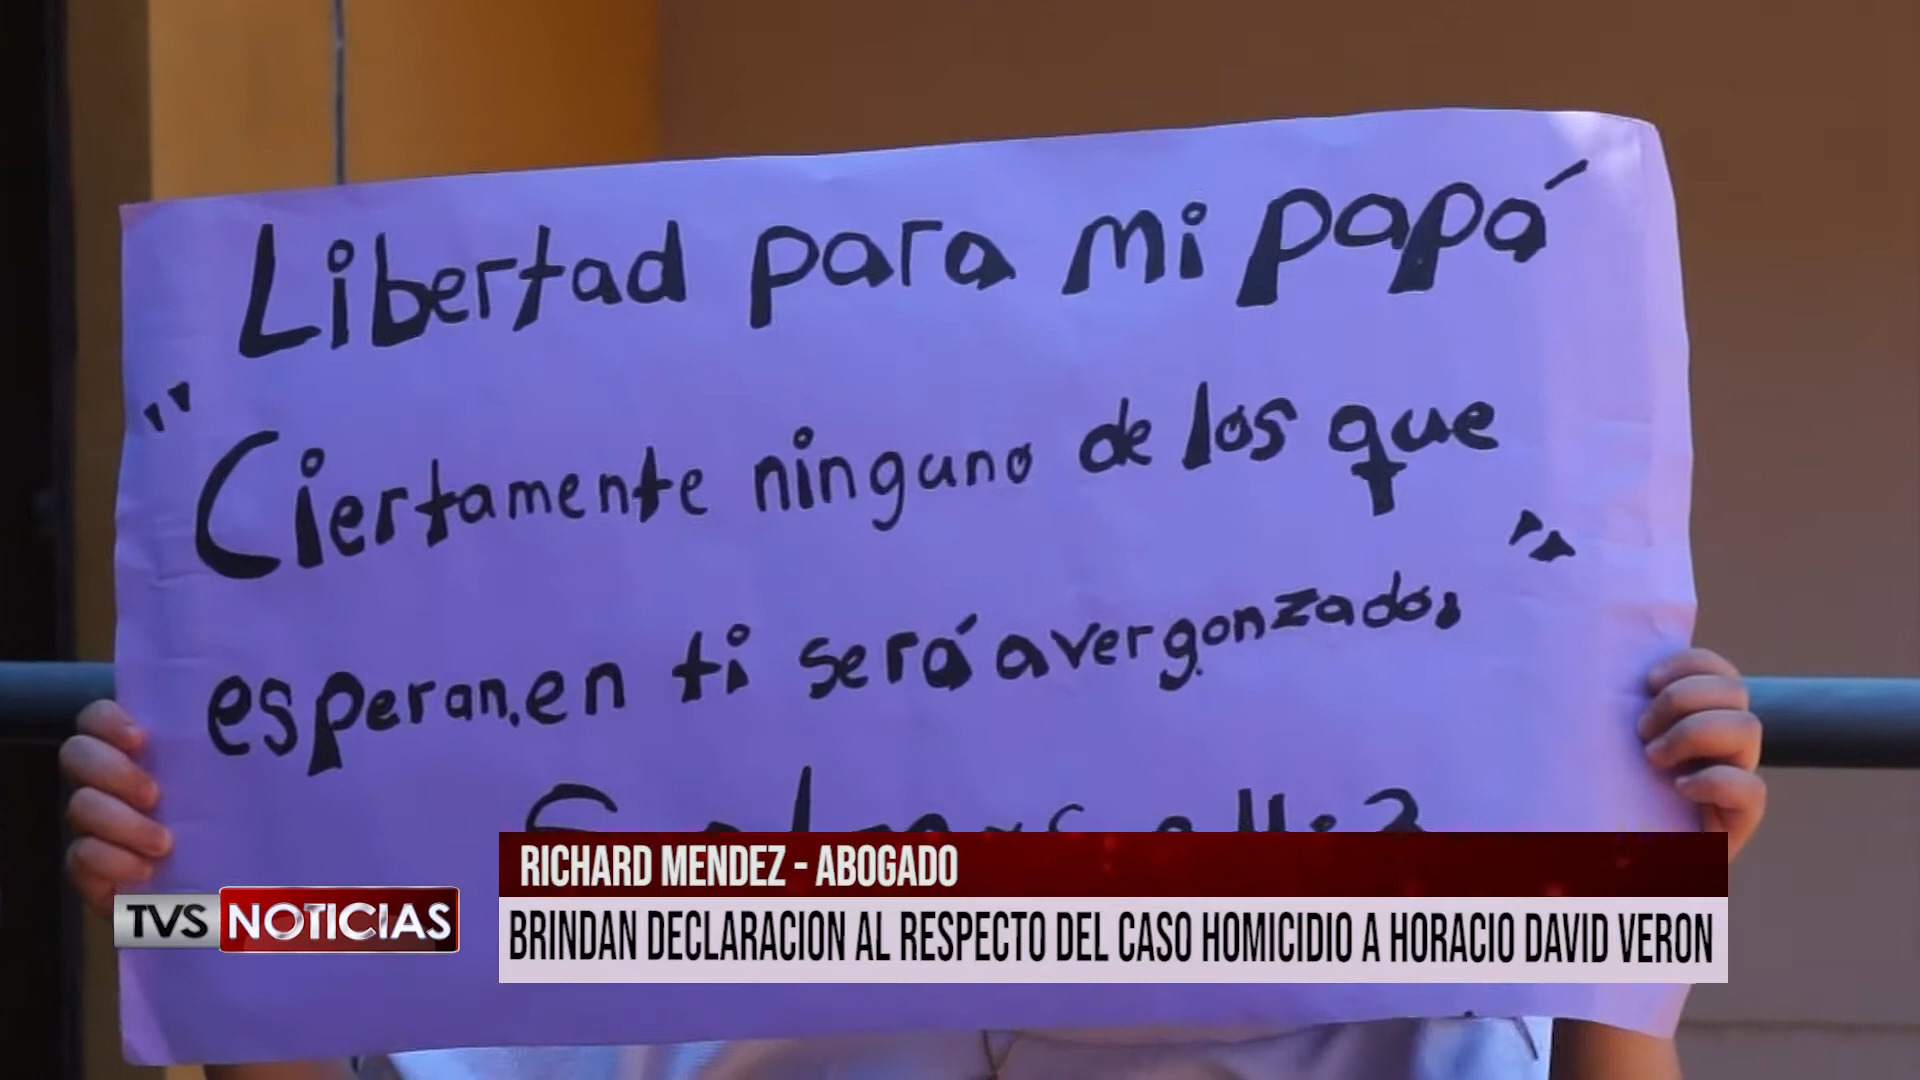 Libertad para mi papá
"Ciertamente ninguno de los que
esperan.en ti será avergonzado."
RICHARD MENDEZ - ABOGADO
TVS NOTICIAS
BRINDAN DECLARACION AL RESPECTO DEL CASO HOMICIDIO A HORACIO DAVID VERON